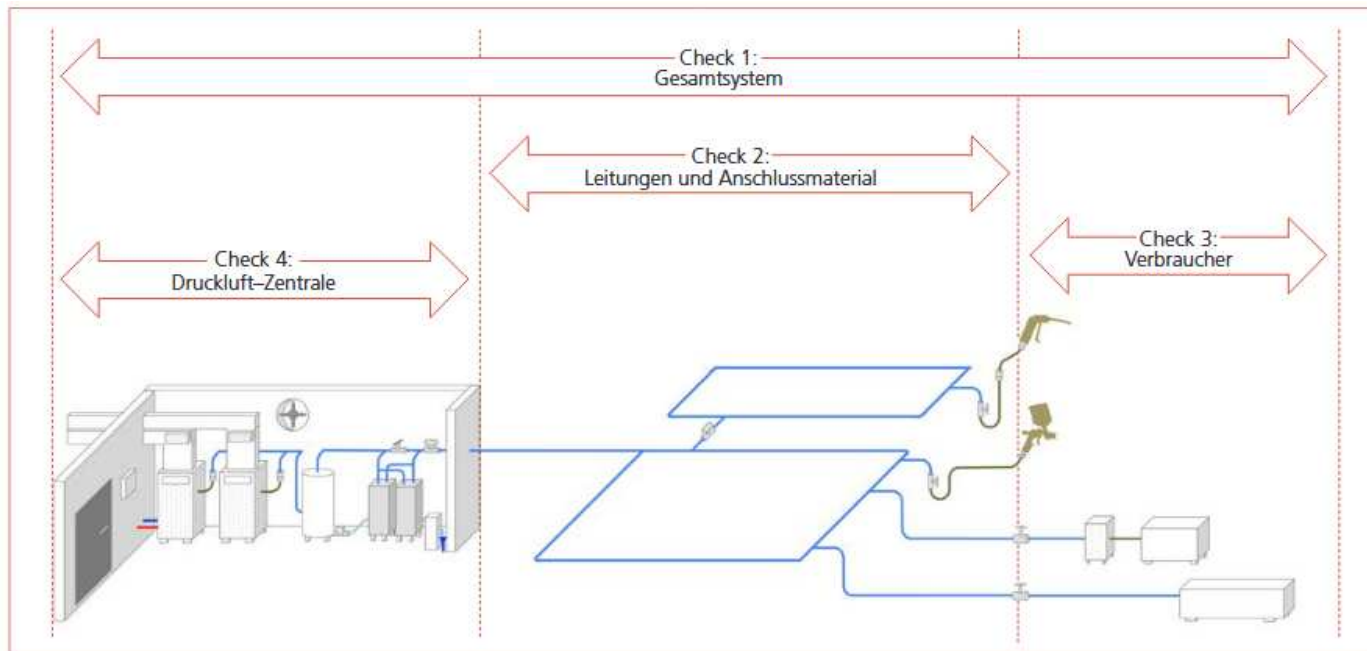 Check 1:
Gesamtsystem
Check 2:
Leitungen und Anschlussmaterial
Check 4:
Druckluft–Zentrale
Check 3:
Verbraucher